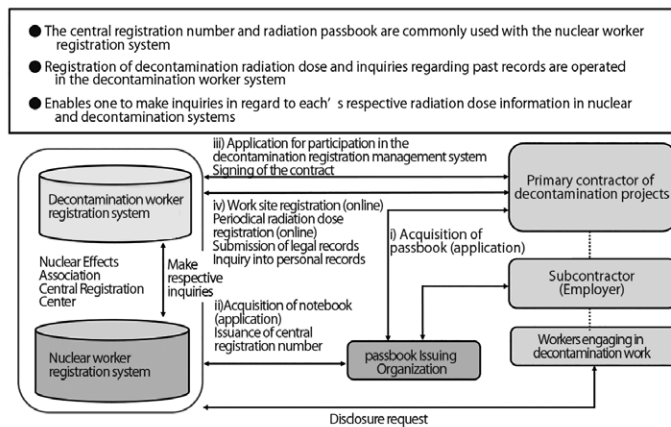 ● The central registration number and radiation passbook are commonly used with the nuclear worker
registration system
● Registration of decontamination radiation dose and inquiries regarding past records are operated
in the decontamination worker system
● Enables one to make inquiries in regard to each's respective radiation dose information in nuclear
and decontamination systems
iii) Application for participation in the
decontamination registration management system
Signing of the contract
Primary contractor of
decontamination projects
Decontamination worker
registration system
iv) Work site registration (online)
Periodical radiation dose
registration (online)
Submission of legal records
Inquiry into personal records
i) Acquisition of
passbook (application)
Nuclear Effects
Association
Central Registration
Center
Make
respective
inquiries
Subcontractor
(Employer)
ii)Acquisition of notebook
(application)
Issuance of central
registration number
Nuclear worker
registration system
passbook Issuing
Organization
Workers engaging in
decontamination work
Disclosure request